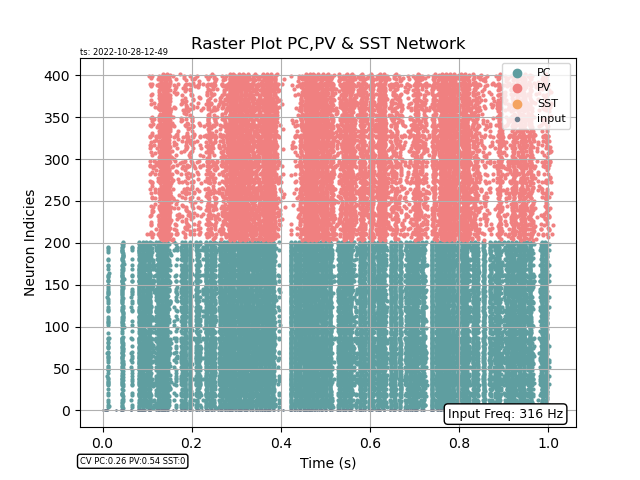 ts: 2022-10-28-12-49
Raster Plot PC,PV & SST Network
PC
PV
SST
input
400
350
300
250
200
150
100
50
0
Neuron Indicies
Input Freq: 316 Hz
0.0 0.2 0.4 0.6 0.8 1.0
CV PC:0.26 PV:0.54 SST:0
Time (s)